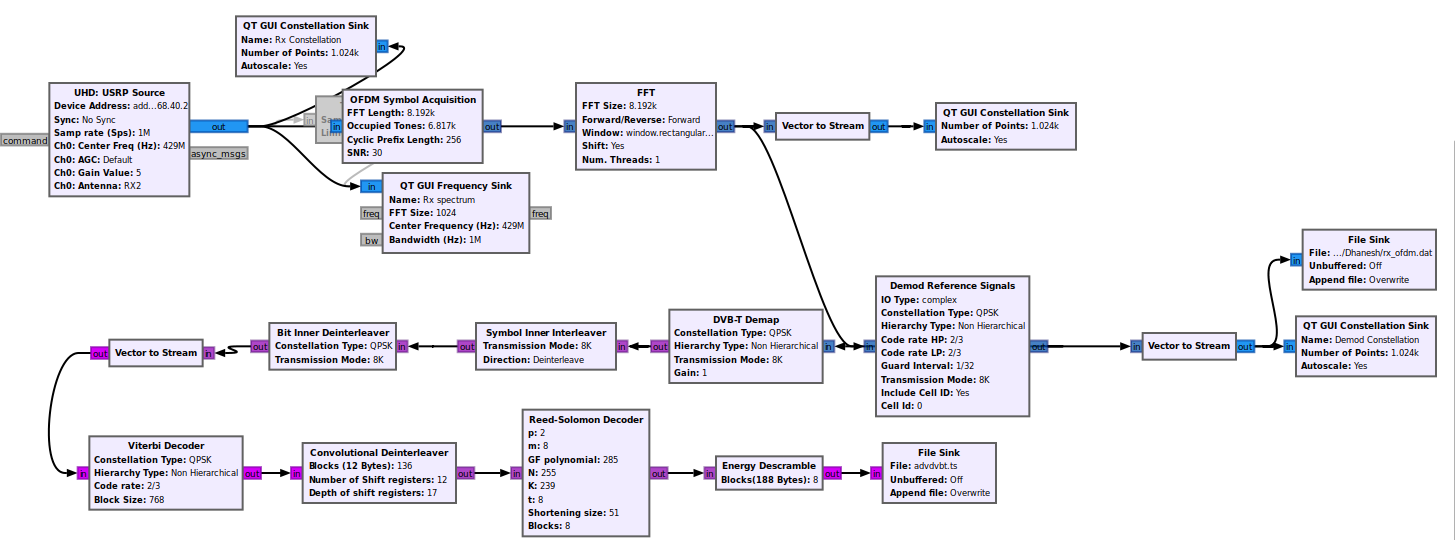 QT GUI Constellation Sink
Name: Rx Constellation
Number of Points: 1.024k
Autoscale: Yes
in
UHD: USRP Source
Device Address: add...68.40.2
Sync: No Sync
Samp rate (Sps): 1M
Ch0: Center Freq (Hz): 429M
Ch0: AGC: Default
Ch0: Gain Value: 5
Ch0: Antenna: RX2
command
out
async_msgs
in
in
OFDM Symbol Acquisition
FFT Length: 8.192k
Occupied Tones: 6.817k
Cyclic Prefix Length: 256
SNR: 30
out
in
FFT
FFT Size: 8.192k
Forward/Reverse: Forward
Window: window.rectangular...
Shift: Yes
Num. Threads: 1
out
in
Vector to Stream
out
in
QT GUI Constellation Sink
Number of Points: 1.024k
Autoscale: Yes
in
freq
bw
QT GUI Frequency Sink
Name: Rx spectrum
FFT Size: 1024
Center Frequency (Hz): 429M
Bandwidth (Hz): 1M
freq
in
File Sink
File: .../Dhanesh/rx_ofdm.dat
Unbuffered: Off
Append file: Overwrite
out
Vector to Stream
in
out
Bit Inner Deinterleaver
Constellation Type: QPSK
Transmission Mode: 8K
in
out
Symbol Inner Interleaver
Transmission Mode: 8K
Direction: Deinterleave
in
out
DVB-T Demap
Constellation Type: QPSK
Hierarchy Type: Non Hierarchical
Transmission Mode: 8K
Gain: 1
in
in
Demod Reference Signals
IO Type: complex
Constellation Type: QPSK
Hierarchy Type: Non Hierarchical
Code rate HP: 2/3
Code rate LP: 2/3
Guard Interval: 1/32
Transmission Mode: 8K
Include Cell ID: Yes
Cell Id: 0
out
in
Vector to Stream
out
in
QT GUI Constellation Sink
Name: Demod Constellation
Number of Points: 1.024k
Autoscale: Yes
in
Viterbi Decoder
Constellation Type: QPSK
Hierarchy Type: Non Hierarchical
Code rate: 2/3
Block Size: 768
out
in
Convolutional Deinterleaver
Blocks (12 Bytes): 136
Number of Shift registers: 12
Depth of shift registers: 17
out
in
Reed-Solomon Decoder
p: 2
m: 8
GF polynomial: 285
N: 255
K: 239
t: 8
Shortening size: 51
Blocks: 8
out
in
Energy Descramble
Blocks(188 Bytes): 8
out
in
File Sink
File: advdvbt.ts
Unbuffered: Off
Append file: Overwrite